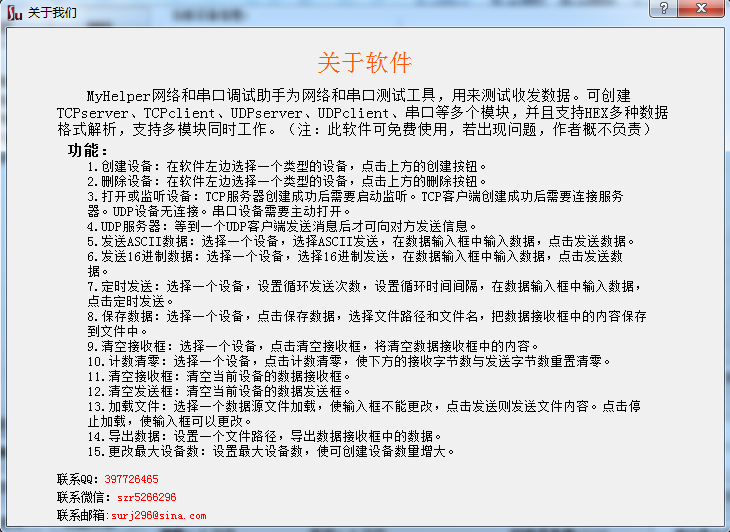 关于我们
关于软件
MyHelper网络和串口调试助手为网络和串口测试工具，用来测试收发数据。可创建
TCPserver、TCPclient、UDPserver、UDPclient、串口等多个模块，并且支持HEX多种数据
格式解析，支持多模块同时工作。（注：此软件可免费使用，若出现问题，作者概不负责）
功能：
1.创建设备：在软件左边选择一个类型的设备，点击上方的创建按钮。
2.删除设备：在软件左边选择一个类型的设备，点击上方的删除按钮。
3.打开或监听设备：TCP服务器创建成功后需要启动监听。TCP客户端创建成功后需要连接服务
器。UDP设备无连接。串口设备需要主动打开。
4.UDP服务器：等到一个UDP客户端发送消息后才可向对方发送信息。
5.发送ASCII数据：选择一个设备，选择ASCII发送，在数据输入框中输入数据，点击发送数据。
6.发送16进制数据：选择一个设备，选择16进制发送，在数据输入框中输入数据，点击发送数
据。
7.定时发送：选择一个设备，设置循环发送次数，设置循环时间间隔，在数据输入框中输入数据，
点击定时发送。
8.保存数据：选择一个设备，点击保存数据，选择文件路径和文件名，把数据接收框中的内容保存
到文件中。
9.清空接收框：选择一个设备，点击清空接收框，将清空数据接收框中的内容。
10.计数清零：选择一个设备，点击计数清零，使下方的接收字节数与发送字节数重置清零。
11.清空接收框：清空当前设备的数据接收框。
12.清空发送框：清空当前设备的数据发送框。
13.加载文件：选择一个数据源文件加载，使输入框不能更改，点击发送则发送文件内容。点击停
止加载，使输入框可以更改。
14.导出数据：设置一个文件路径，导出数据接收框中的数据。
15.更改最大设备数：设置最大设备数，使可创建设备数量增大。
联系QQ：397726465
联系微信：szr5266296
联系邮箱:surj296@sina.com